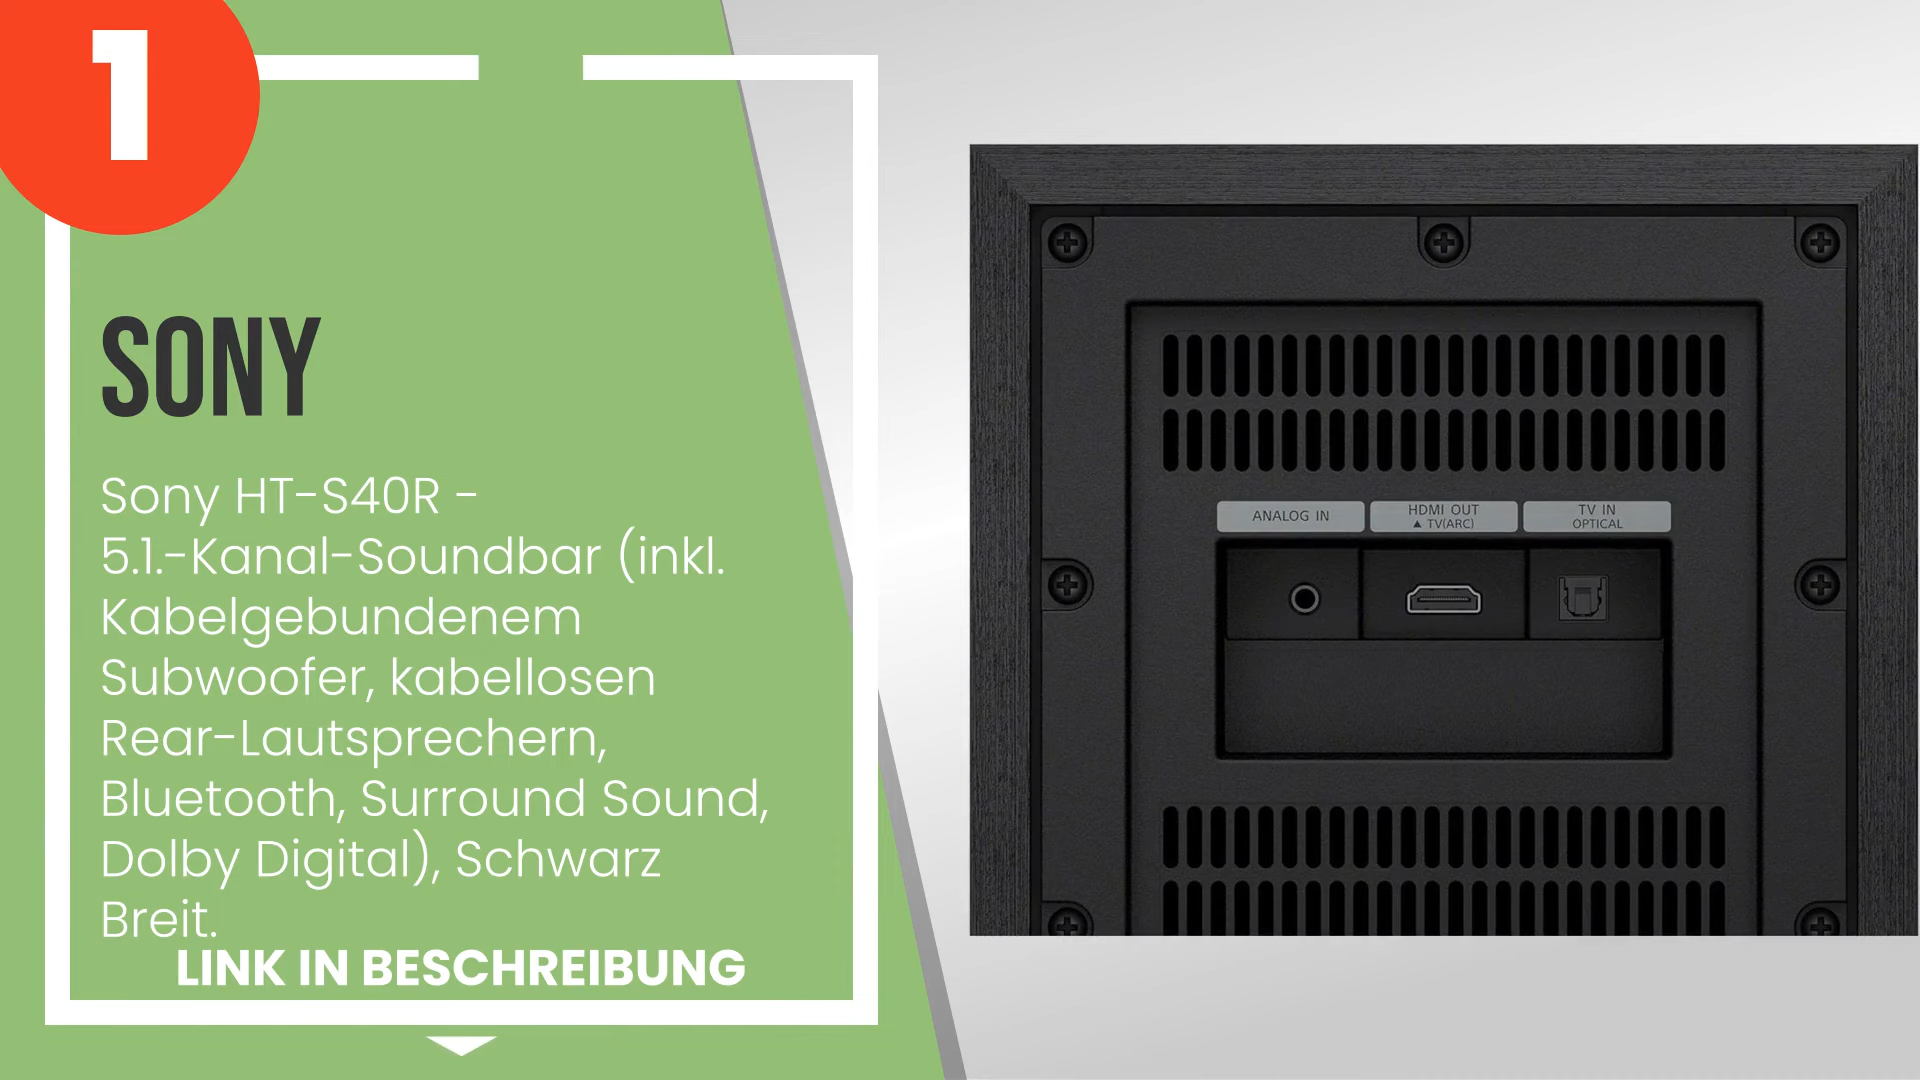 1
SONY
Sony HT-S40R -
5.1.-Kanal-Soundbar (inkl.
Kabelgebundenem
Subwoofer, kabellosen
Rear-Lautsprechern,
Bluetooth, Surround Sound,
Dolby Digital), Schwarz
Breit.
LINK IN BESCHREIBUNG
ANALOG IN
HDMI OUT
▲ TV(ARC)
TV IN
OPTICAL